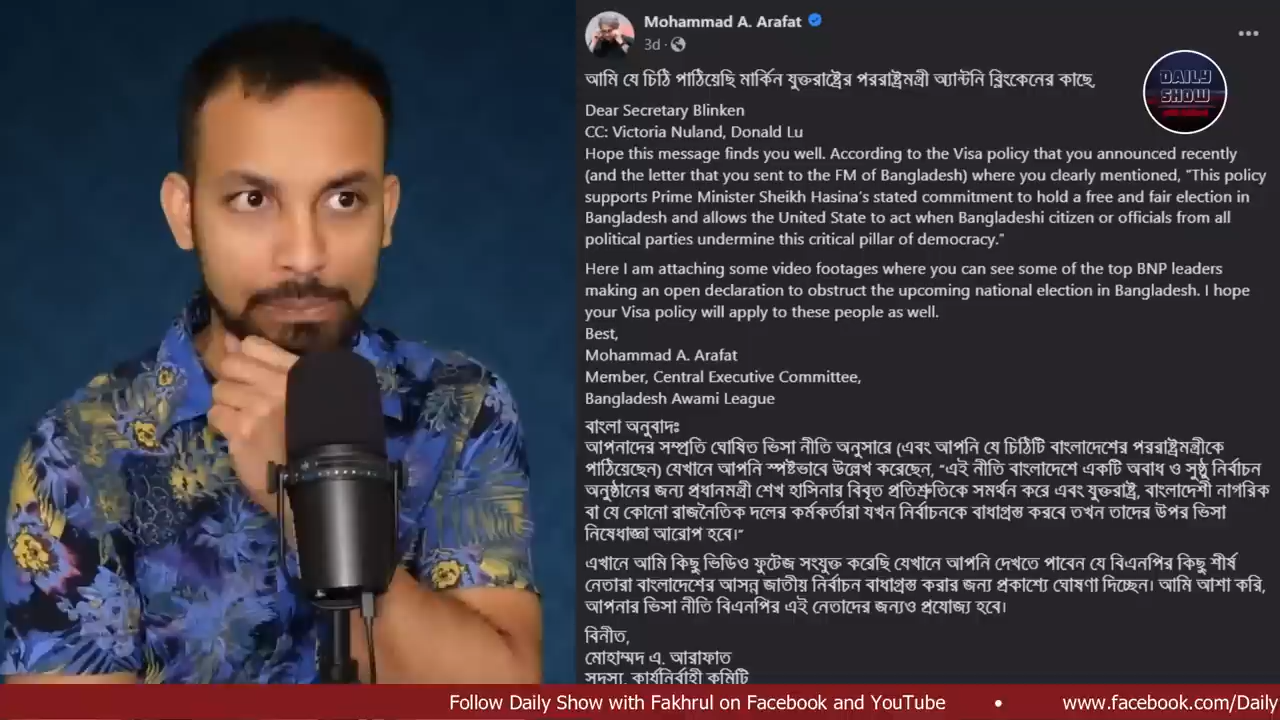 Mohammad A. Arafat
3d
DAILY
SHOW
আমি যে চিঠি পাঠিয়েছি মার্কিন যুক্তরাষ্ট্রের পররাষ্ট্রমন্ত্রী অ্যান্টনি ব্লিংকেনের কাছে,
Dear Secretary Blinken
CC: Victoria Nuland, Donald Lu
Hope this message finds you well. According to the Visa policy that you announced recently
(and the letter that you sent to the FM of Bangladesh) where you clearly mentioned, “This policy
supports Prime Minister Sheikh Hasina’s stated commitment to hold a free and fair election in
Bangladesh and allows the United State to act when Bangladeshi citizen or officials from all
political parties undermine this critical pillar of democracy.”
Here I am attaching some video footages where you can see some of the top BNP leaders
making an open declaration to obstruct the upcoming national election in Bangladesh. I hope
your Visa policy will apply to these people as well.
Best,
Mohammad A. Arafat
Member, Central Executive Committee,
Bangladesh Awami League
বাংলা অনুবাদঃ
আপনাদের সম্প্রতি ঘোষিত ভিসা নীতি অনুসারে (এবং আপনি যে চিঠিটি বাংলাদেশের পররাষ্ট্রমন্ত্রীকে
পাঠিয়েছেন) যেখানে আপনি স্পষ্টভাবে উল্লেখ করেছেন, “এই নীতি বাংলাদেশে একটি অবাধ ও সুষ্ঠু নির্বাচন
অনুষ্ঠানের জন্য প্রধানমন্ত্রী শেখ হাসিনার বিবৃত প্রতিশ্রুতিকে সমর্থন করে এবং যুক্তরাষ্ট্র, বাংলাদেশী নাগরিক
বা যে কোনো রাজনৈতিক দলের কর্মকর্তারা যখন নির্বাচনকে বাধাগ্রস্ত করবে তখন তাদের উপর ভিসা
নিষেধাজ্ঞা আরোপ হবে।”
এখানে আমি কিছু ভিডিও ফুটেজ সংযুক্ত করেছি যেখানে আপনি দেখতে পাবেন যে বিএনপির কিছু শীর্ষ
নেতারা বাংলাদেশের আসন্ন জাতীয় নির্বাচন বাধাগ্রস্ত করার জন্য প্রকাশ্যে ঘোষণা দিচ্ছেন। আমি আশা করি,
আপনার ভিসা নীতি বিএনপির এই নেতাদের জন্যও প্রযোজ্য হবে।
বিনীত,
মোহাম্মদ এ. আরাফাত
সদস্য, কার্যনির্বাহী কমিটি
Follow Daily Show with Fakhrul on Facebook and YouTube • www.facebook.com/Daily